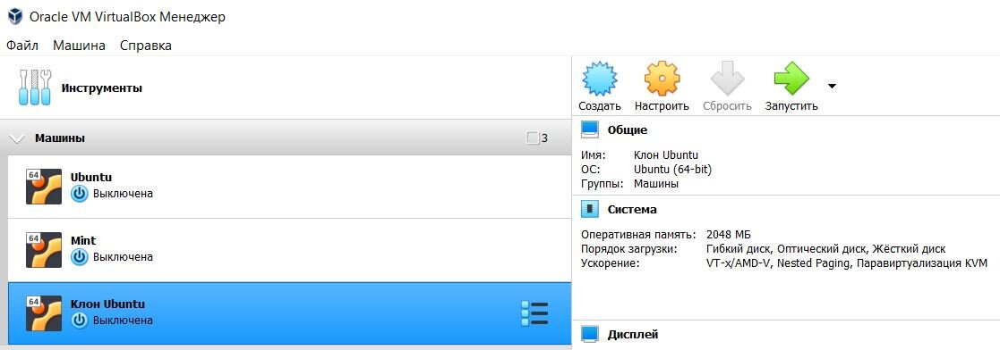 Oracle VM VirtualBox Менеджер
Файл Машина Справка
Инструменты
Машины 3
64 Ubuntu
Выключена
64 Mint
Выключена
64 Клон Ubuntu
Выключена
Создать Настроить Сбросить Запустить
Общие
Имя: Клон Ubuntu
ОС: Ubuntu (64-bit)
Группы: Машины
Система
Оперативная память: 2048 МБ
Порядок загрузки: Гибкий диск, Оптический диск, Жёсткий диск
Ускорение: VT-x/AMD-V, Nested Paging, Паравиртуализация KVM
Дисплей